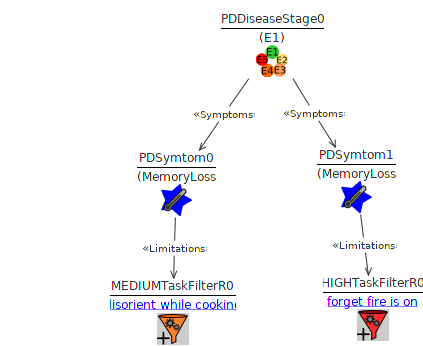 PDDiseaseStage0
(E1)
E1
E5 E2
E4 E3
«Symptoms:
«Symptoms:
PDSymtom0
(MemoryLoss
PDSymtom1
(MemoryLoss
«Limitations:
«Limitations:
MEDIUMTaskFilterR0
disorient while cooking
HIGHTaskFilterR0
forget fire is on
+
+